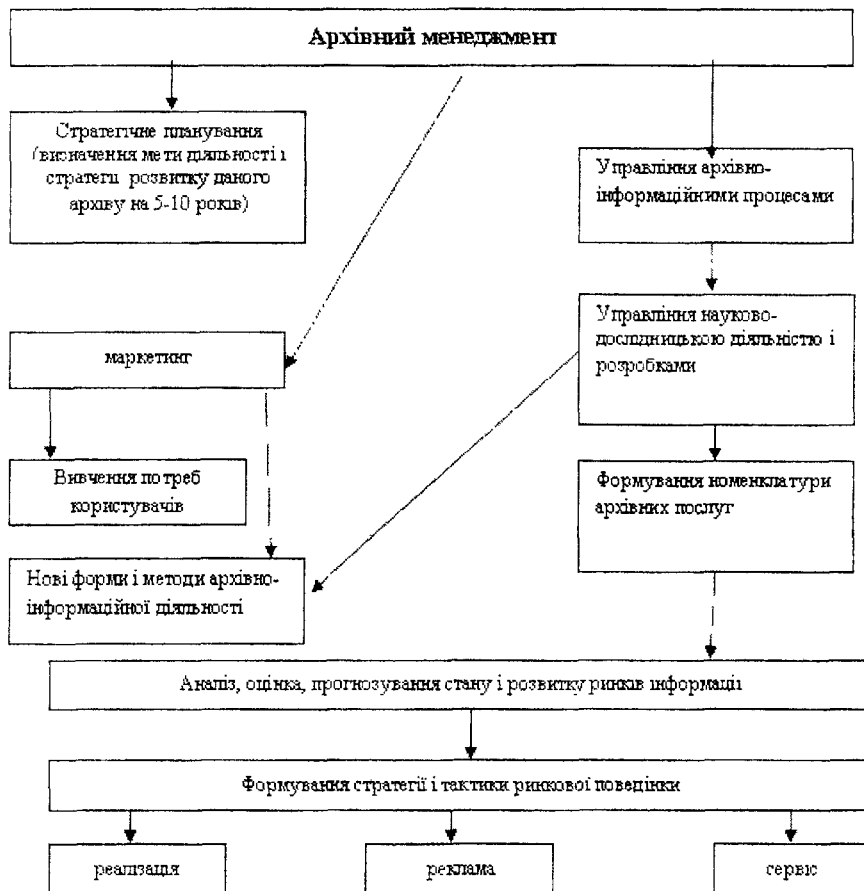 Архівний менеджмент
Стратегічне планування
(визначення мети діяльності і
стратегії розвитку даного
архіву на 5-10 років)
Управління архівно-
інформаційними процесами
Управління науково-
дослідницькою діяльністю і
розробками
маркетинг
Вивчення потреб
користувачів
Формування номенклатури
архівних послуг
Нові форми і методи архівно-
інформаційної діяльності
Аналіз, оцінка, прогнозування стану і розвитку ринків інформації
Формування стратегії і тактики ринкової поведінки
реалізація
реклама
сервіс